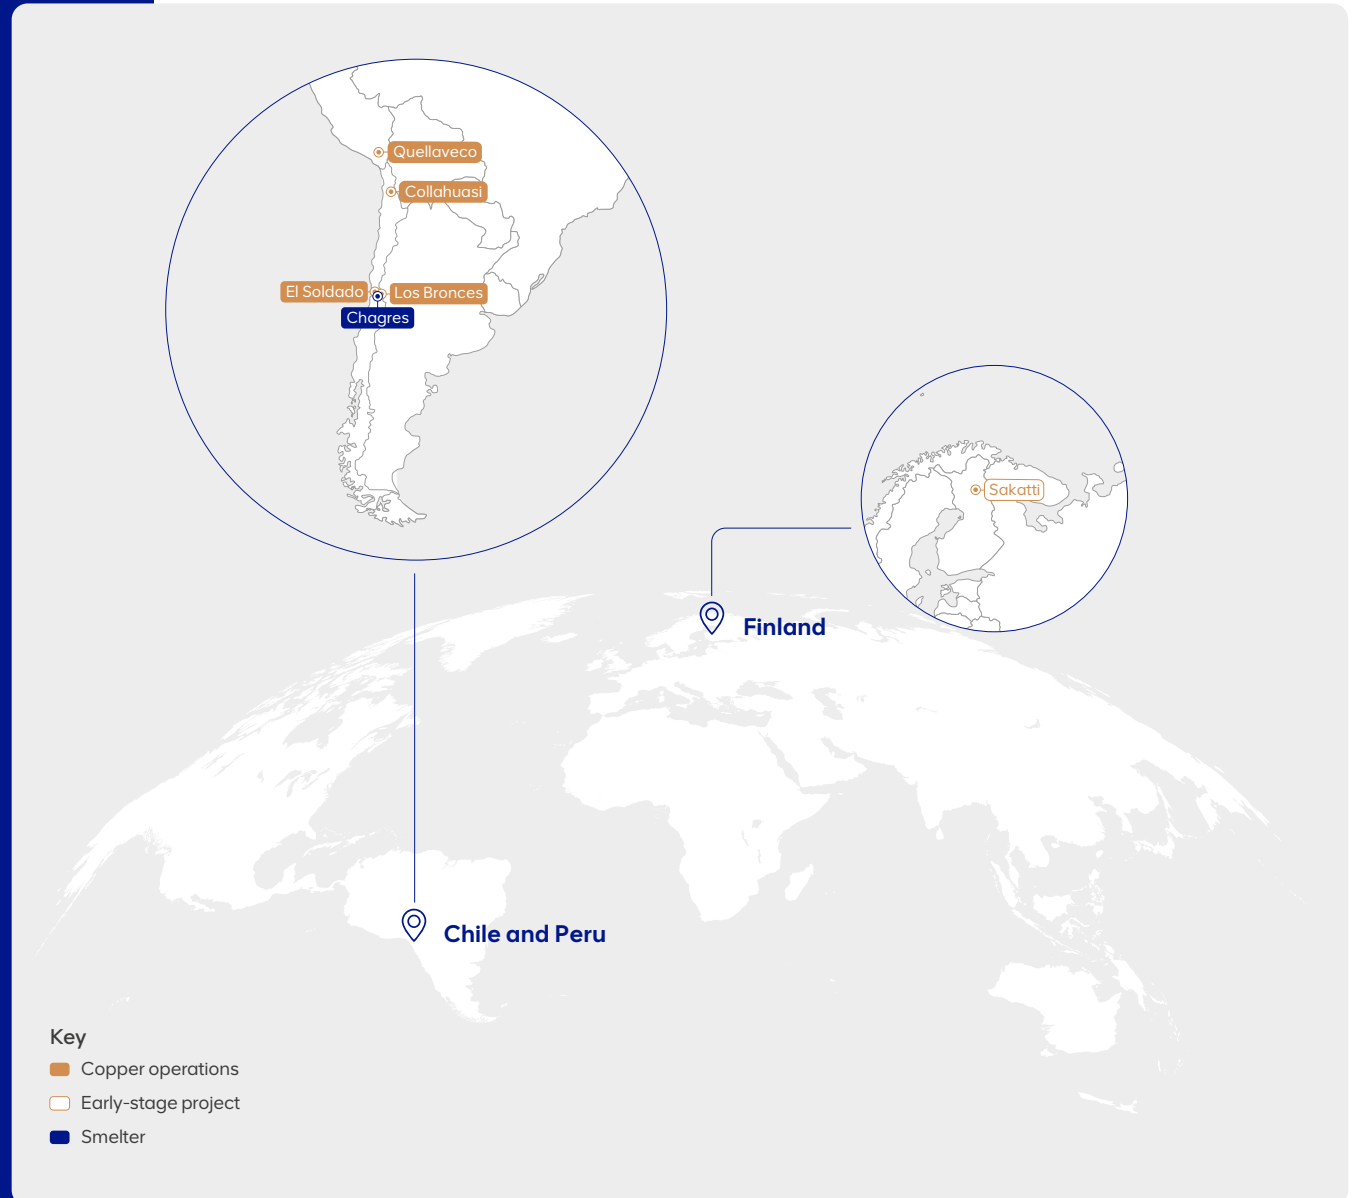 Quellaveco
Collahuasi
El Soldado
Los Bronces
Chagres
Sakatti
Finland
Chile and Peru
Key
Copper operations
Early-stage project
Smelter